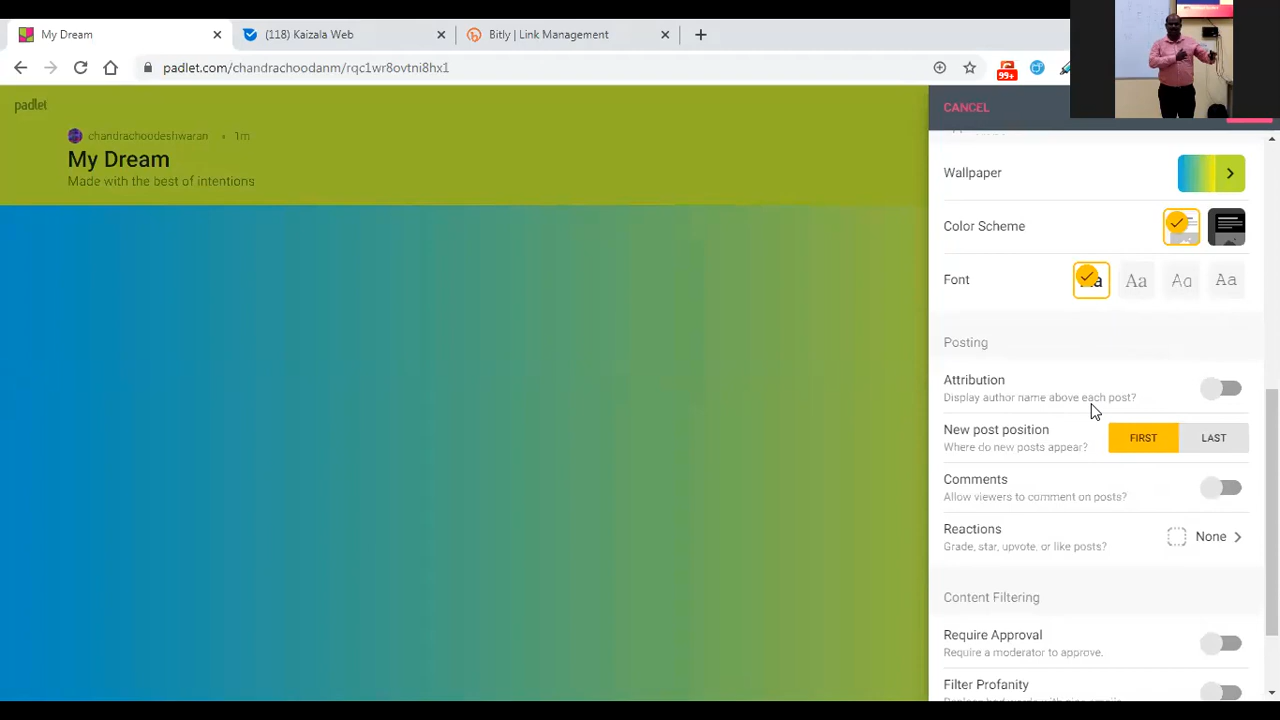 My Dream
(118) Kaizala Web
Bitly | Link Management
padlet.com/chandrachoodanm/rqc1wr8ovtni8hx1
99+
padlet
CANCEL
chandrachoodeshwaran • 1m
My Dream
Made with the best of intentions
Wallpaper
Color Scheme
Font
Aa Aa Aa
Posting
Attribution
Display author name above each post?
New post position
Where do new posts appear?
FIRST LAST
Comments
Allow viewers to comment on posts?
Reactions
Grade, star, upvote, or like posts?
None
Content Filtering
Require Approval
Require a moderator to approve.
Filter Profanity